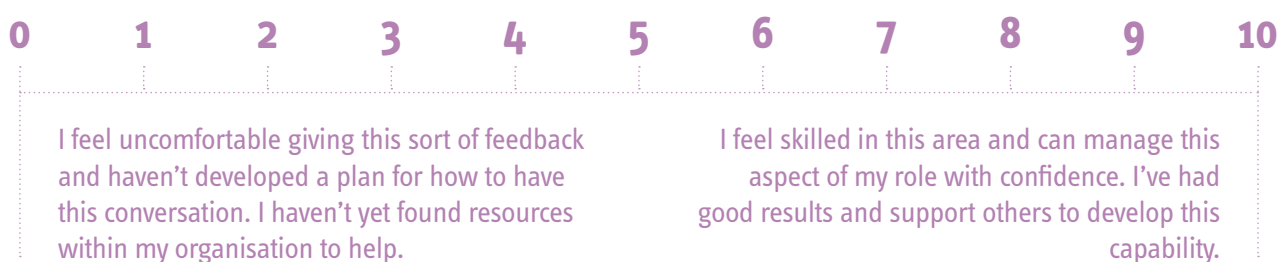 0 1 2 3 4 5 6 7 8 9 10
I feel uncomfortable giving this sort of feedback
and haven’t developed a plan for how to have
this conversation. I haven’t yet found resources
within my organisation to help.
I feel skilled in this area and can manage this
aspect of my role with confidence. I’ve had
good results and support others to develop this
capability.